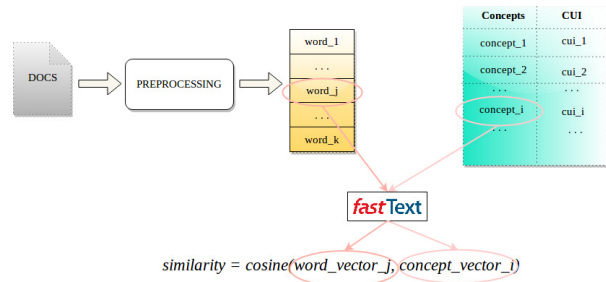 DOCS
PREPROCESSING
word_1
...
word_j
...
word_k
Concepts CUI
concept_1 cui_1
concept_2 cui_2
... ...
concept_i cui_i
... ...
fastText
similarity = cosine(word_vector_j, concept_vector_i)